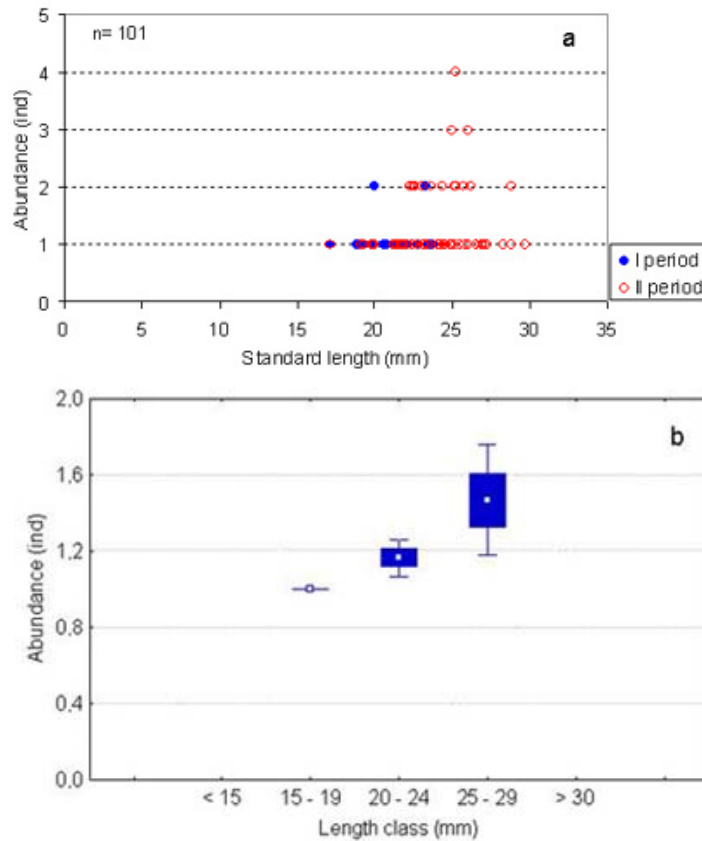 n= 101
a
Abundance (ind)
5
4
3
2
1
0
0 5 10 15 20 25 30 35
Standard length (mm)
I period
II period
b
Abundance (ind)
2.0
1.6
1.2
0.8
0.4
0.0
< 15 15 - 19 20 - 24 25 - 29 > 30
Length class (mm)